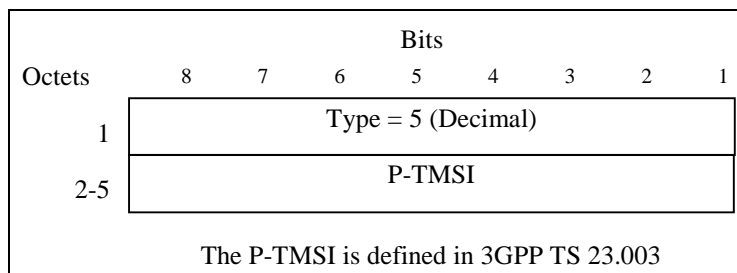 Bits
Octets 8 7 6 5 4 3 2 1
1 Type = 5 (Decimal)
2-5 P-TMSI
The P-TMSI is defined in 3GPP TS 23.003